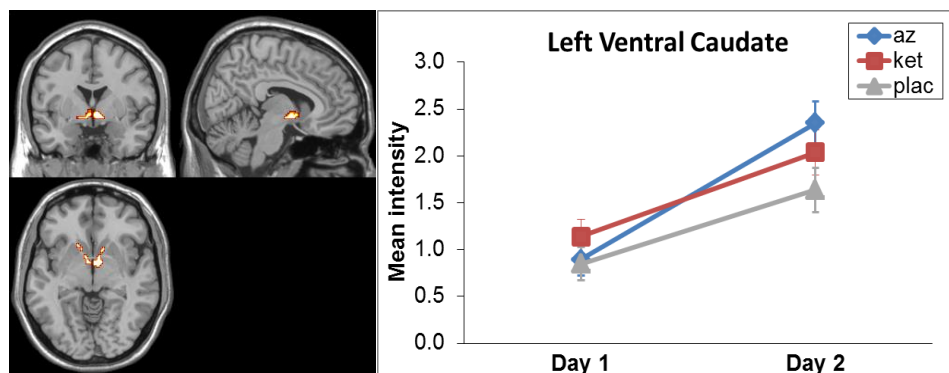 Left Ventral Caudate
az
ket
plac
3.0
2.5
2.0
1.5
1.0
0.5
0.0
Mean intensity
Day 1
Day 2